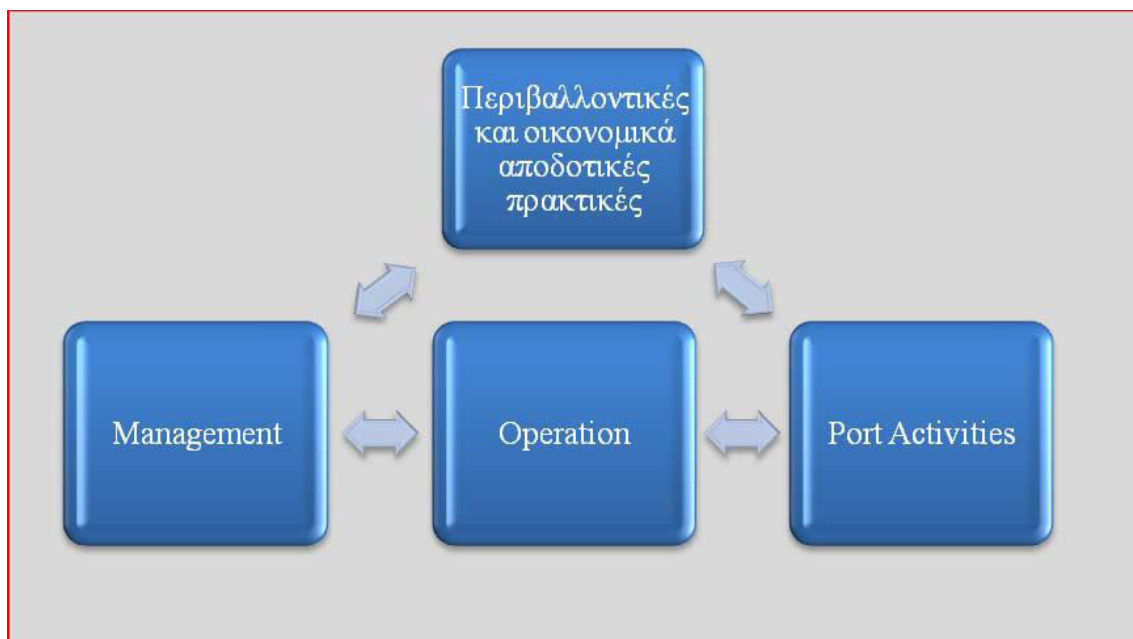 Περιβαλλοντικές
και οικονομικά
αποδοτικές
πρακτικές
Management
Operation
Port Activities